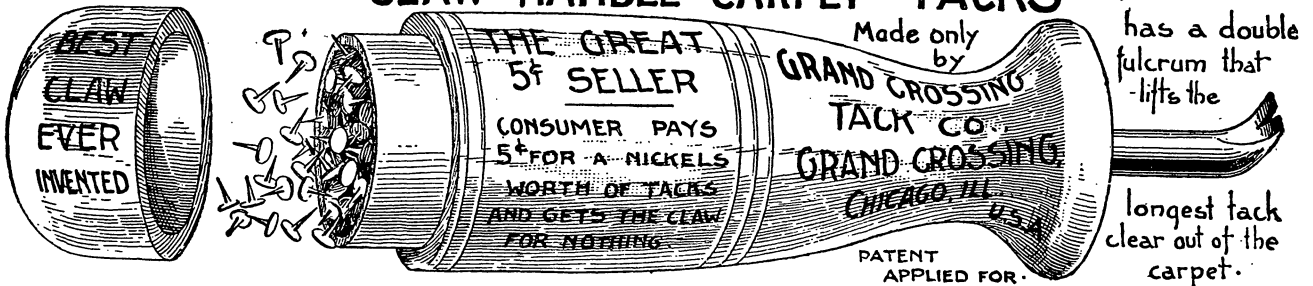 CLAW HANDLE CARPET TACKS
BEST
CLAW
EVER
INVENTED
THE GREAT
5¢ SELLER
CONSUMER PAYS
5¢ FOR A NICKELS
WORTH OF TACKS
AND GETS THE CLAW
FOR NOTHING.
Made only
by
GRAND CROSSING
TACK CO.
GRAND CROSSING,
CHICAGO, ILL.
U.S.A
PATENT
APPLIED FOR.
has a double
fulcrum that
lifts the
longest tack
clear out of the
carpet.